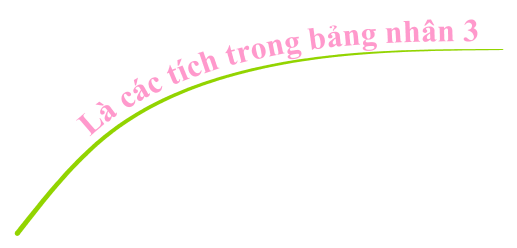 Là các tích trong bảng nhân 3